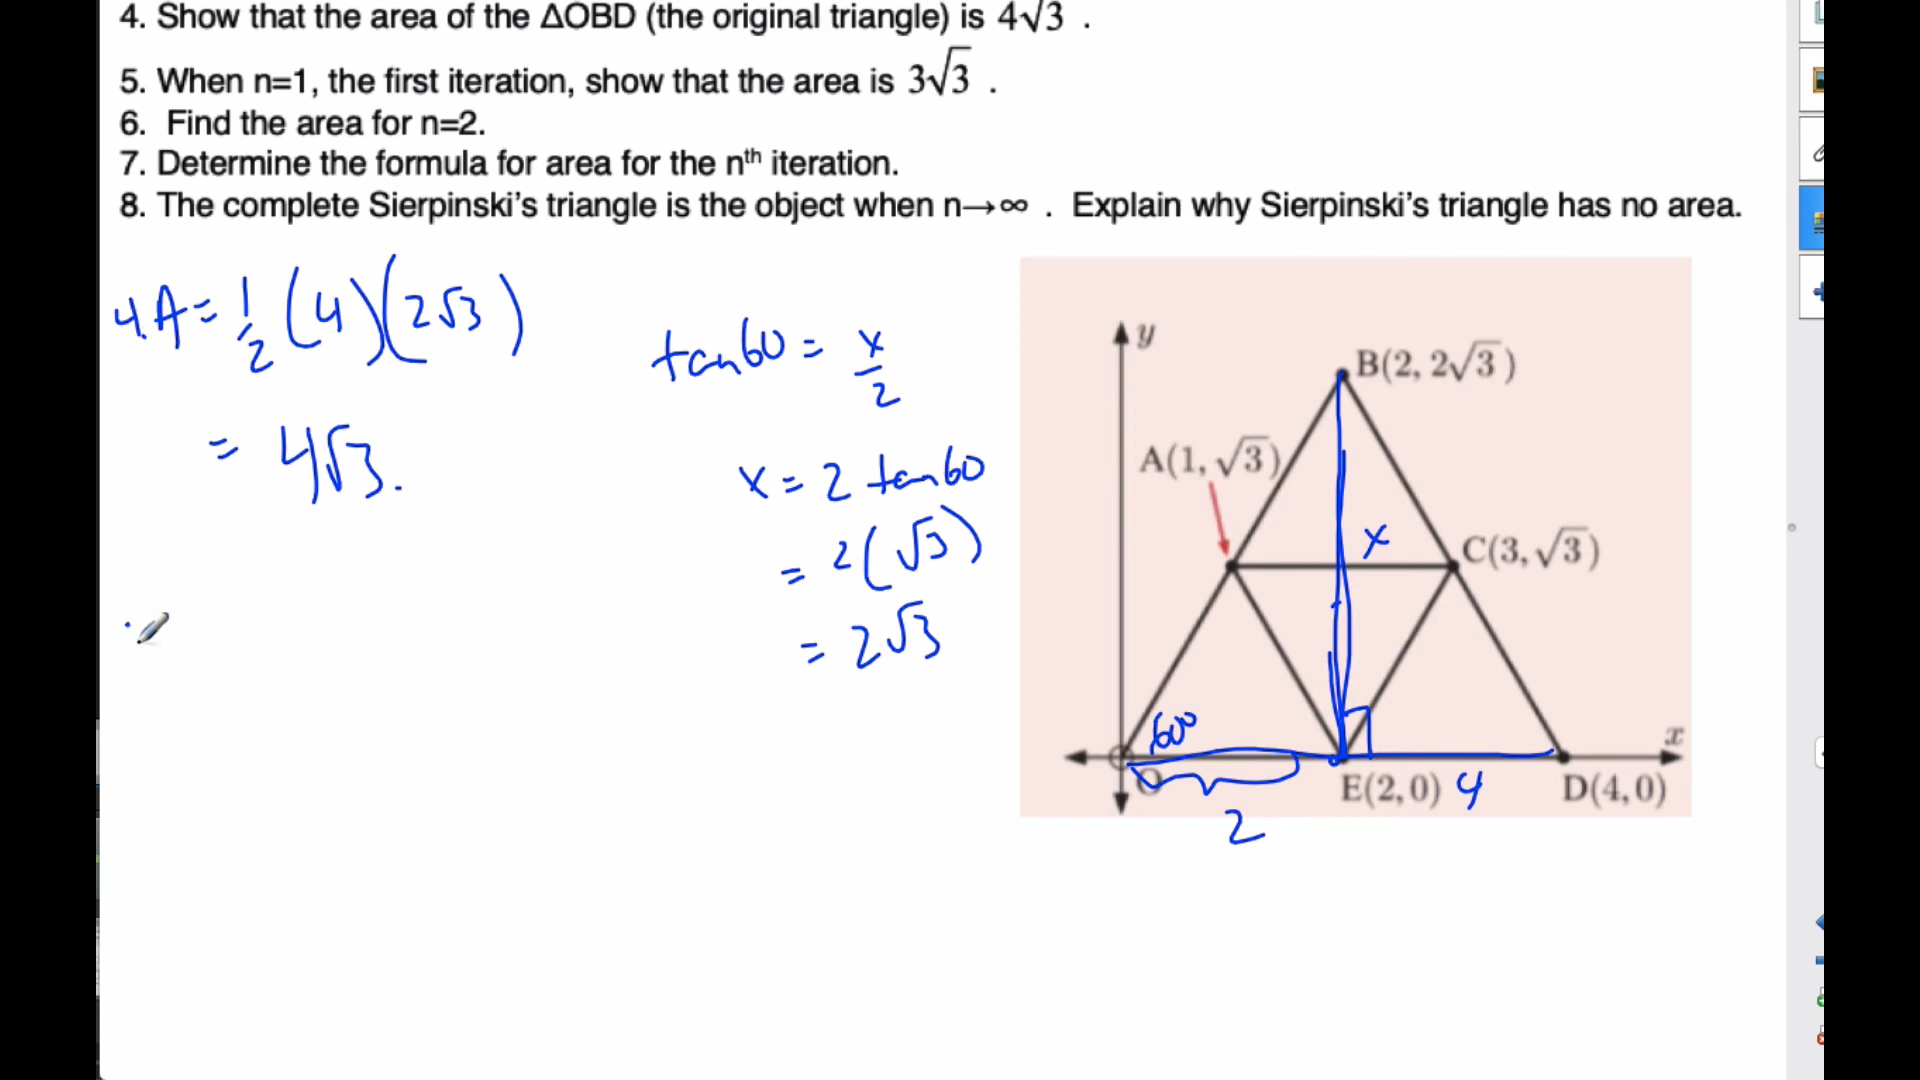 4. Show that the area of the ΔOBD (the original triangle) is 4√3 .
5. When n=1, the first iteration, show that the area is 3√3 .
6. Find the area for n=2.
7. Determine the formula for area for the nᵗʰ iteration.
8. The complete Sierpinski's triangle is the object when n→∞ . Explain why Sierpinski's triangle has no area.
4. A = 1/2 (4)(2√3)
= 4√3.
tan60 = x/2
x = 2 tan60
= 2(√3)
= 2√3
y
B(2, 2√3)
A(1, √3)
x
C(3, √3)
60°
x
O
E(2,0)
4
D(4,0)
2